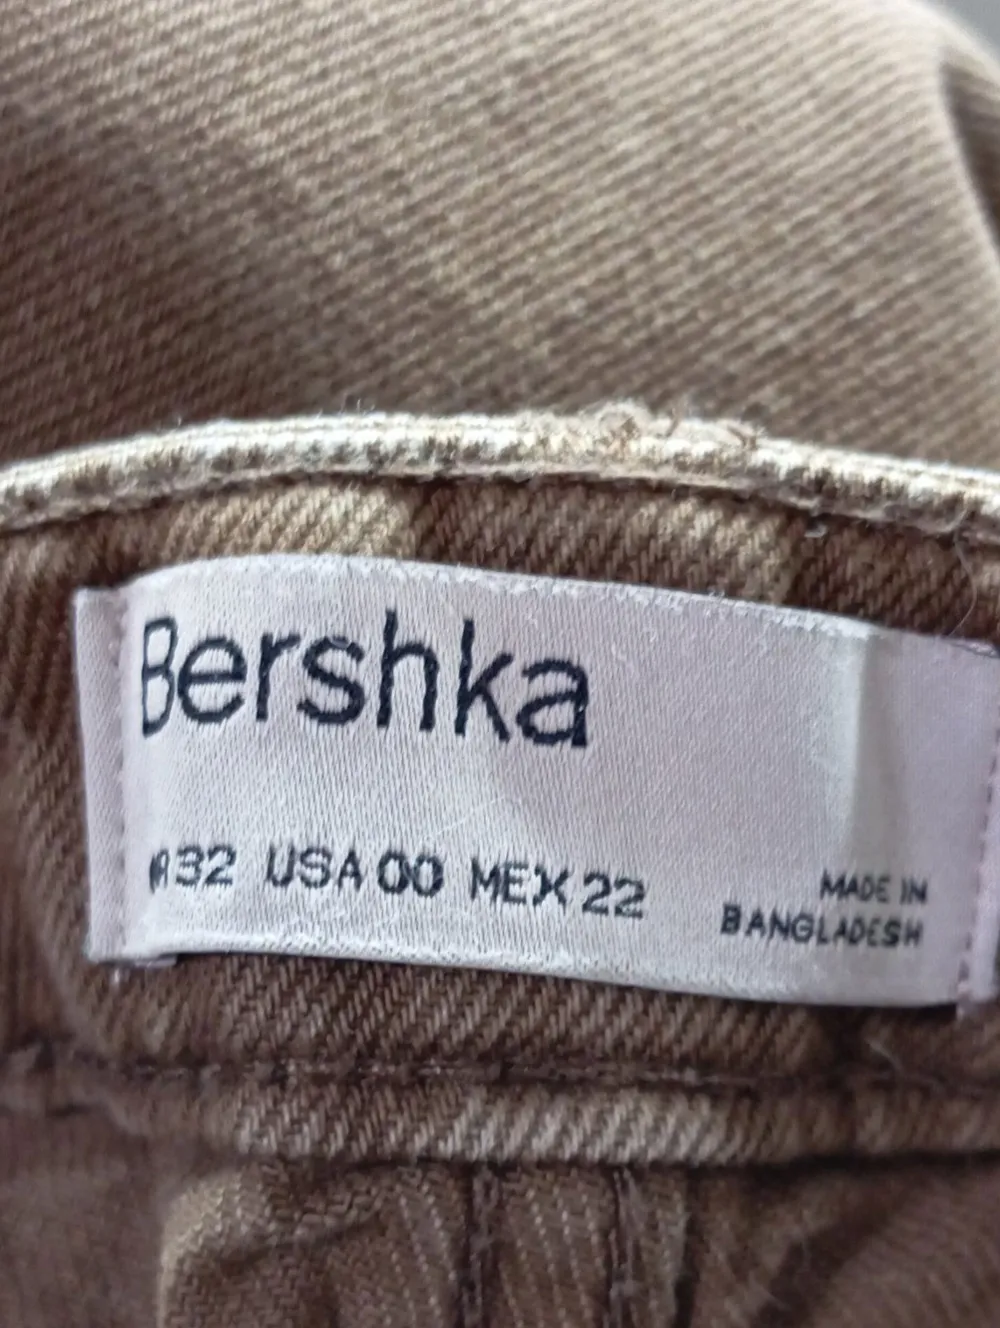 Bershka
32 USA 00 MEX 22
MADE IN
BANGLADESH